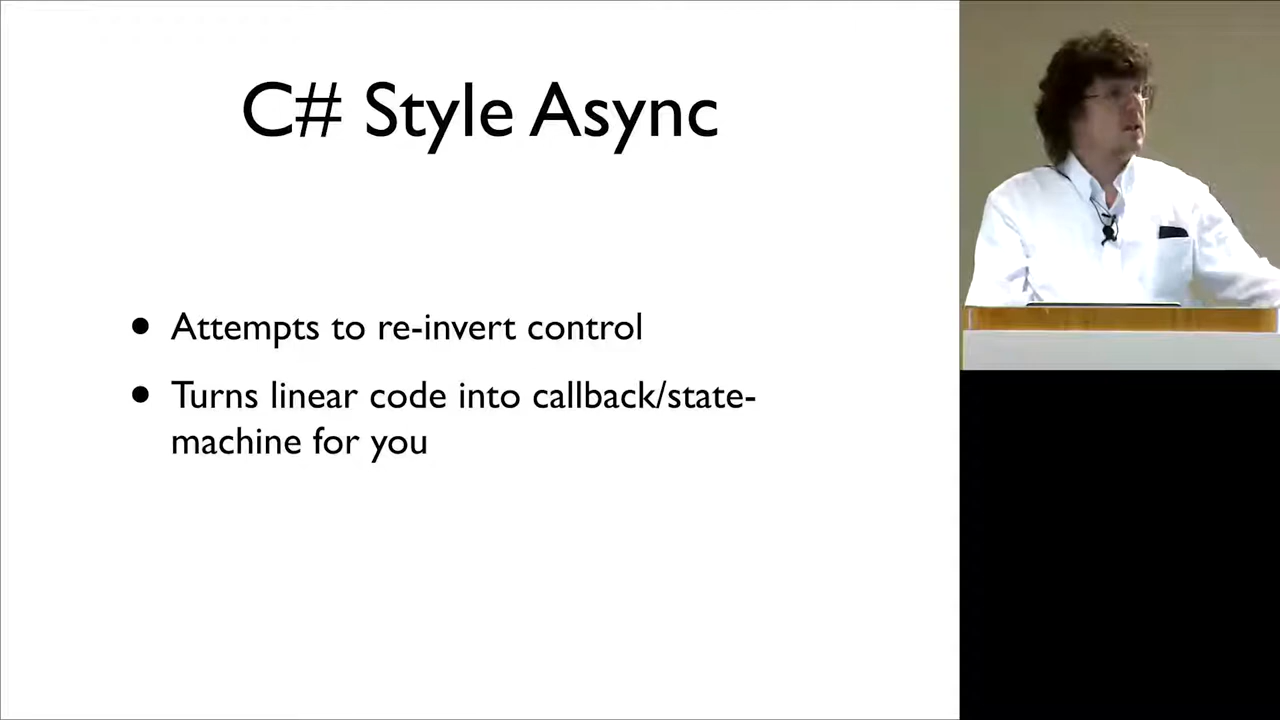 C# Style Async
• Attempts to re-invert control
• Turns linear code into callback/state-
machine for you